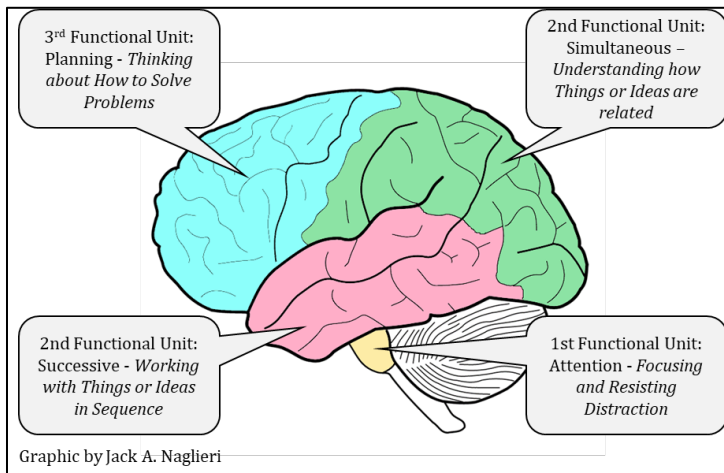 3rd Functional Unit:
Planning - Thinking
about How to Solve
Problems
2nd Functional Unit:
Simultaneous –
Understanding how
Things or Ideas are
related
2nd Functional Unit:
Successive - Working
with Things or Ideas
in Sequence
1st Functional Unit:
Attention - Focusing
and Resisting
Distraction
Graphic by Jack A. Naglieri